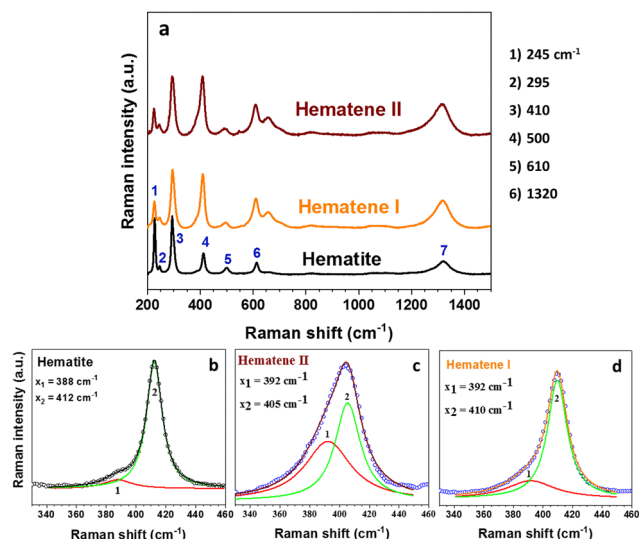 a
Raman intensity (a.u.)
Hematene II
Hematene I
Hematite
1
2
3
4
5
6
7
200 400 600 800 1000 1200 1400
Raman shift (cm⁻¹)
1) 245 cm⁻¹
2) 295
3) 410
4) 500
5) 610
6) 1320
Raman intensity (a.u.)
Hematite
b
x₁ = 388 cm⁻¹
x₂ = 412 cm⁻¹
2
1
340 360 380 400 420 440 460
Raman shift (cm⁻¹)
Hematene II
c
x₁ = 392 cm⁻¹
x₂ = 405 cm⁻¹
1
2
340 360 380 400 420 440 460
Raman shift (cm⁻¹)
Hematene I
d
x₁ = 392 cm⁻¹
x₂ = 410 cm⁻¹
2
1
340 360 380 400 420 440 460
Raman shift (cm⁻¹)